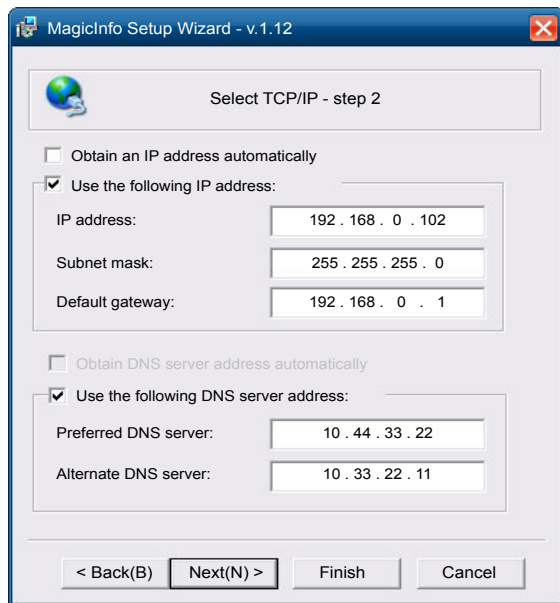 MagicInfo Setup Wizard - v.1.12
Select TCP/IP - step 2
Obtain an IP address automatically
Use the following IP address:
IP address: 192 . 168 . 0 . 102
Subnet mask: 255 . 255 . 255 . 0
Default gateway: 192 . 168 . 0 . 1
Obtain DNS server address automatically
Use the following DNS server address:
Preferred DNS server: 10 . 44 . 33 . 22
Alternate DNS server: 10 . 33 . 22 . 11
< Back(B) Next(N) > Finish Cancel